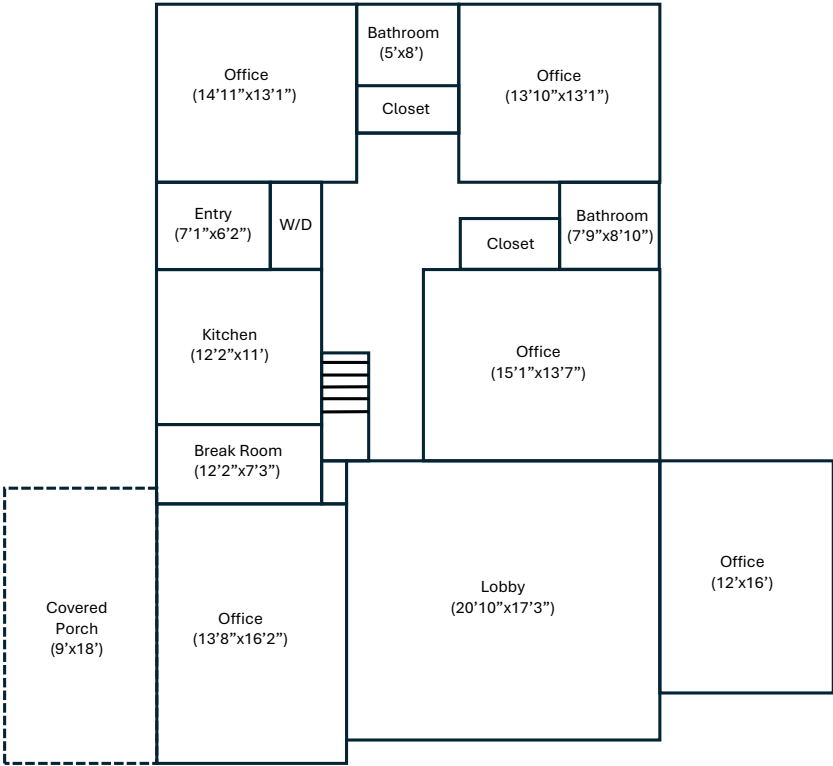 Bathroom
(5’x8’)
Office
(14’11”x13’1”)
Office
(13’10”x13’1”)
Closet
Entry
(7’1”x6’2”)
W/D
Bathroom
(7’9”x8’10”)
Closet
Kitchen
(12’2”x11’)
Office
(15’1”x13’7”)
Break Room
(12’2”x7’3”)
Office
(12’x16’)
Lobby
(20’10”x17’3”)
Covered
Porch
(9’x18’)
Office
(13’8”x16’2”)